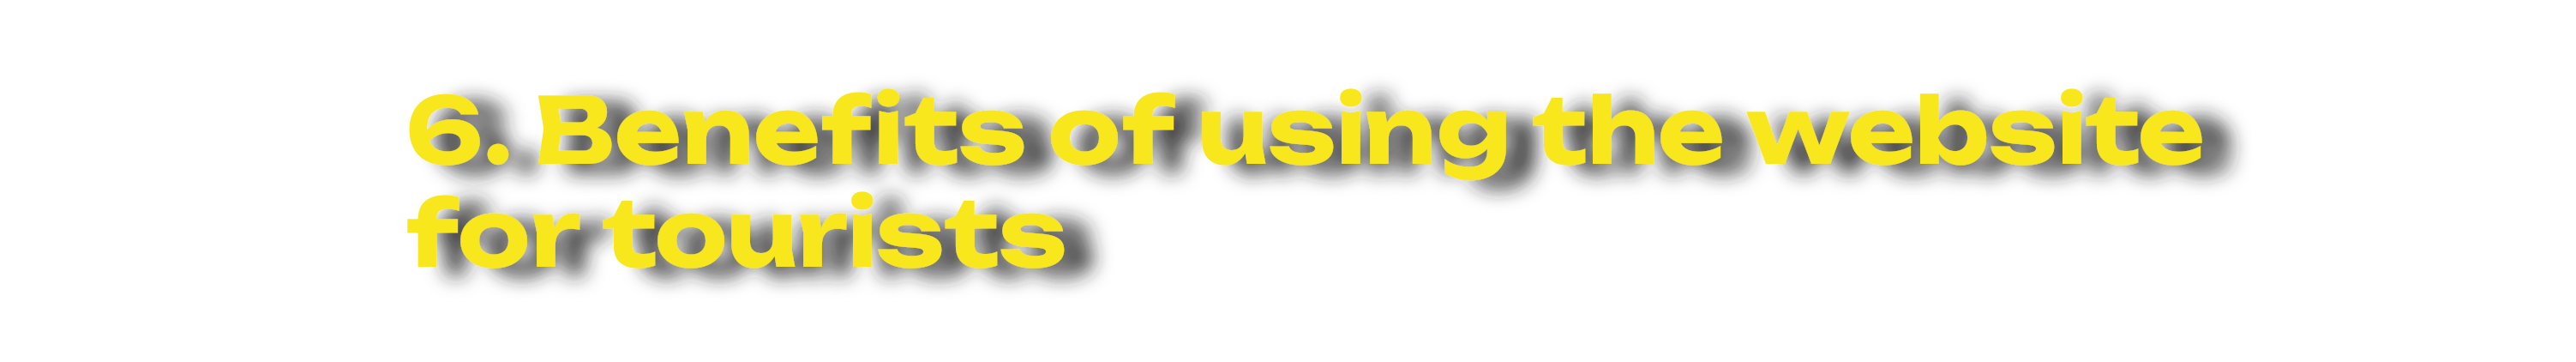 6. Benefits of using the website
for tourists